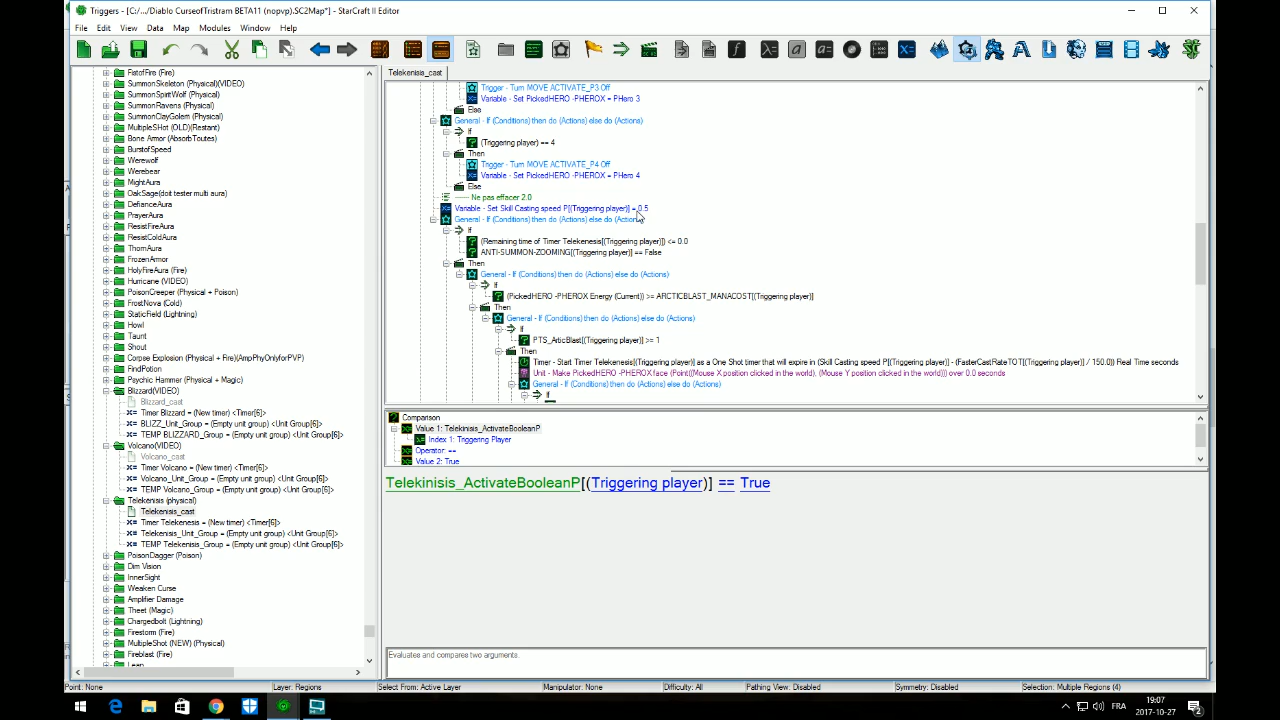 Triggers - [C:/.../Diablo CurseofTristram BETA11 (nopvp).SC2Map*] - StarCraft II Editor
File Edit View Data Map Modules Window Help
FistofFire (Fire)
SummonSkeleton (Physical)(VIDEO)
SummonSpiritWolf (Physical)
SummonRavens (Physical)
SummonClayGolem (Physical)
MultipleSHot (OLD)(Restant)
Bone Armor (AbsorbToutes)
BurstofSpeed
Werewolf
Werebear
MightAura
OakSage(doit tester multi aura)
DefianceAura
PrayerAura
ResistFireAura
ResistColdAura
ThornAura
FrozenArmor
HolyFireAura (Fire)
Hurricane (VIDEO)
PoisonCreeper (Physical + Poison)
FrostNova (Cold)
StaticField (Lightning)
Howl
Taunt
Shout
Corpse Explosion (Physical + Fire)(AmpPhyOnlyforPVP)
FindPotion
Psychic Hammer (Physical + Magic)
Blizzard(VIDEO)
Blizzard_cast
Timer Blizzard = (New timer) <Timer[6]>
BLIZZ_Unit_Group = (Empty unit group) <Unit Group[6]>
TEMP BLIZZARD_Group = (Empty unit group) <Unit Group[6]>
Volcano(VIDEO)
Volcano_cast
Timer Volcano = (New timer) <Timer[6]>
Volcano_Unit_Group = (Empty unit group) <Unit Group[6]>
TEMP Volcano_Group = (Empty unit group) <Unit Group[6]>
Telekenisis (physical)
Telekenisis_cast
Timer Telekenesis = (New timer) <Timer[6]>
Telekenisis_Unit_Group = (Empty unit group) <Unit Group[6]>
TEMP Telekenisis_Group = (Empty unit group) <Unit Group[6]>
PoisonDagger (Poison)
Dim Vision
InnerSight
Weaken Curse
Amplifier Damage
Theet (Magic)
Chargedbolt (Lightning)
Firestorm (Fire)
MultipleShot (NEW) (Physical)
Fireblast (Fire)
Leap
Telekenisis_cast
Trigger - Turn MOVE ACTIVATE_P3 Off
Variable - Set PickedHERO -PHEROX = PHero 3
Else
General - If (Conditions) then do (Actions) else do (Actions)
If
(Triggering player) == 4
Then
Trigger - Turn MOVE ACTIVATE_P4 Off
Variable - Set PickedHERO -PHEROX = PHero 4
Else
------- Ne pas effacer 2.0
Variable - Set Skill Casting speed P[(Triggering player)] = 0.5
General - If (Conditions) then do (Actions) else do (Actions)
If
(Remaining time of Timer Telekenesis[(Triggering player)]) <= 0.0
ANTI-SUMMON-ZOOMING[(Triggering player)] == False
Then
General - If (Conditions) then do (Actions) else do (Actions)
If
(PickedHERO -PHEROX Energy (Current)) >= ARCTICBLAST_MANACOST[(Triggering player)]
Then
General - If (Conditions) then do (Actions) else do (Actions)
If
PTS_ArticBlast[(Triggering player)] >= 1
Then
Timer - Start Timer Telekenesis[(Triggering player)] as a One Shot timer that will expire in (Skill Casting speed P[(Triggering player)] - (FasterCastRateTOT[(Triggering player)] / 150.0)) Real Time seconds
Unit - Make PickedHERO -PHEROX face (Point((Mouse X position clicked in the world), (Mouse Y position clicked in the world))) over 0.0 seconds
General - If (Conditions) then do (Actions) else do (Actions)
If
Comparison
Value 1: Telekinisis_ActivateBooleanP
Index 1: Triggering Player
Operator: ==
Value 2: True
Telekinisis_ActivateBooleanP[(Triggering player)] == True
Evaluates and compares two arguments.
Point: None Layer: Regions Select From: Active Layer Manipulator: None Difficulty: All Pathing View: Disabled Symmetry: Disabled Selection: Multiple Regions (4)
FRA
19:07
2017-10-27
2